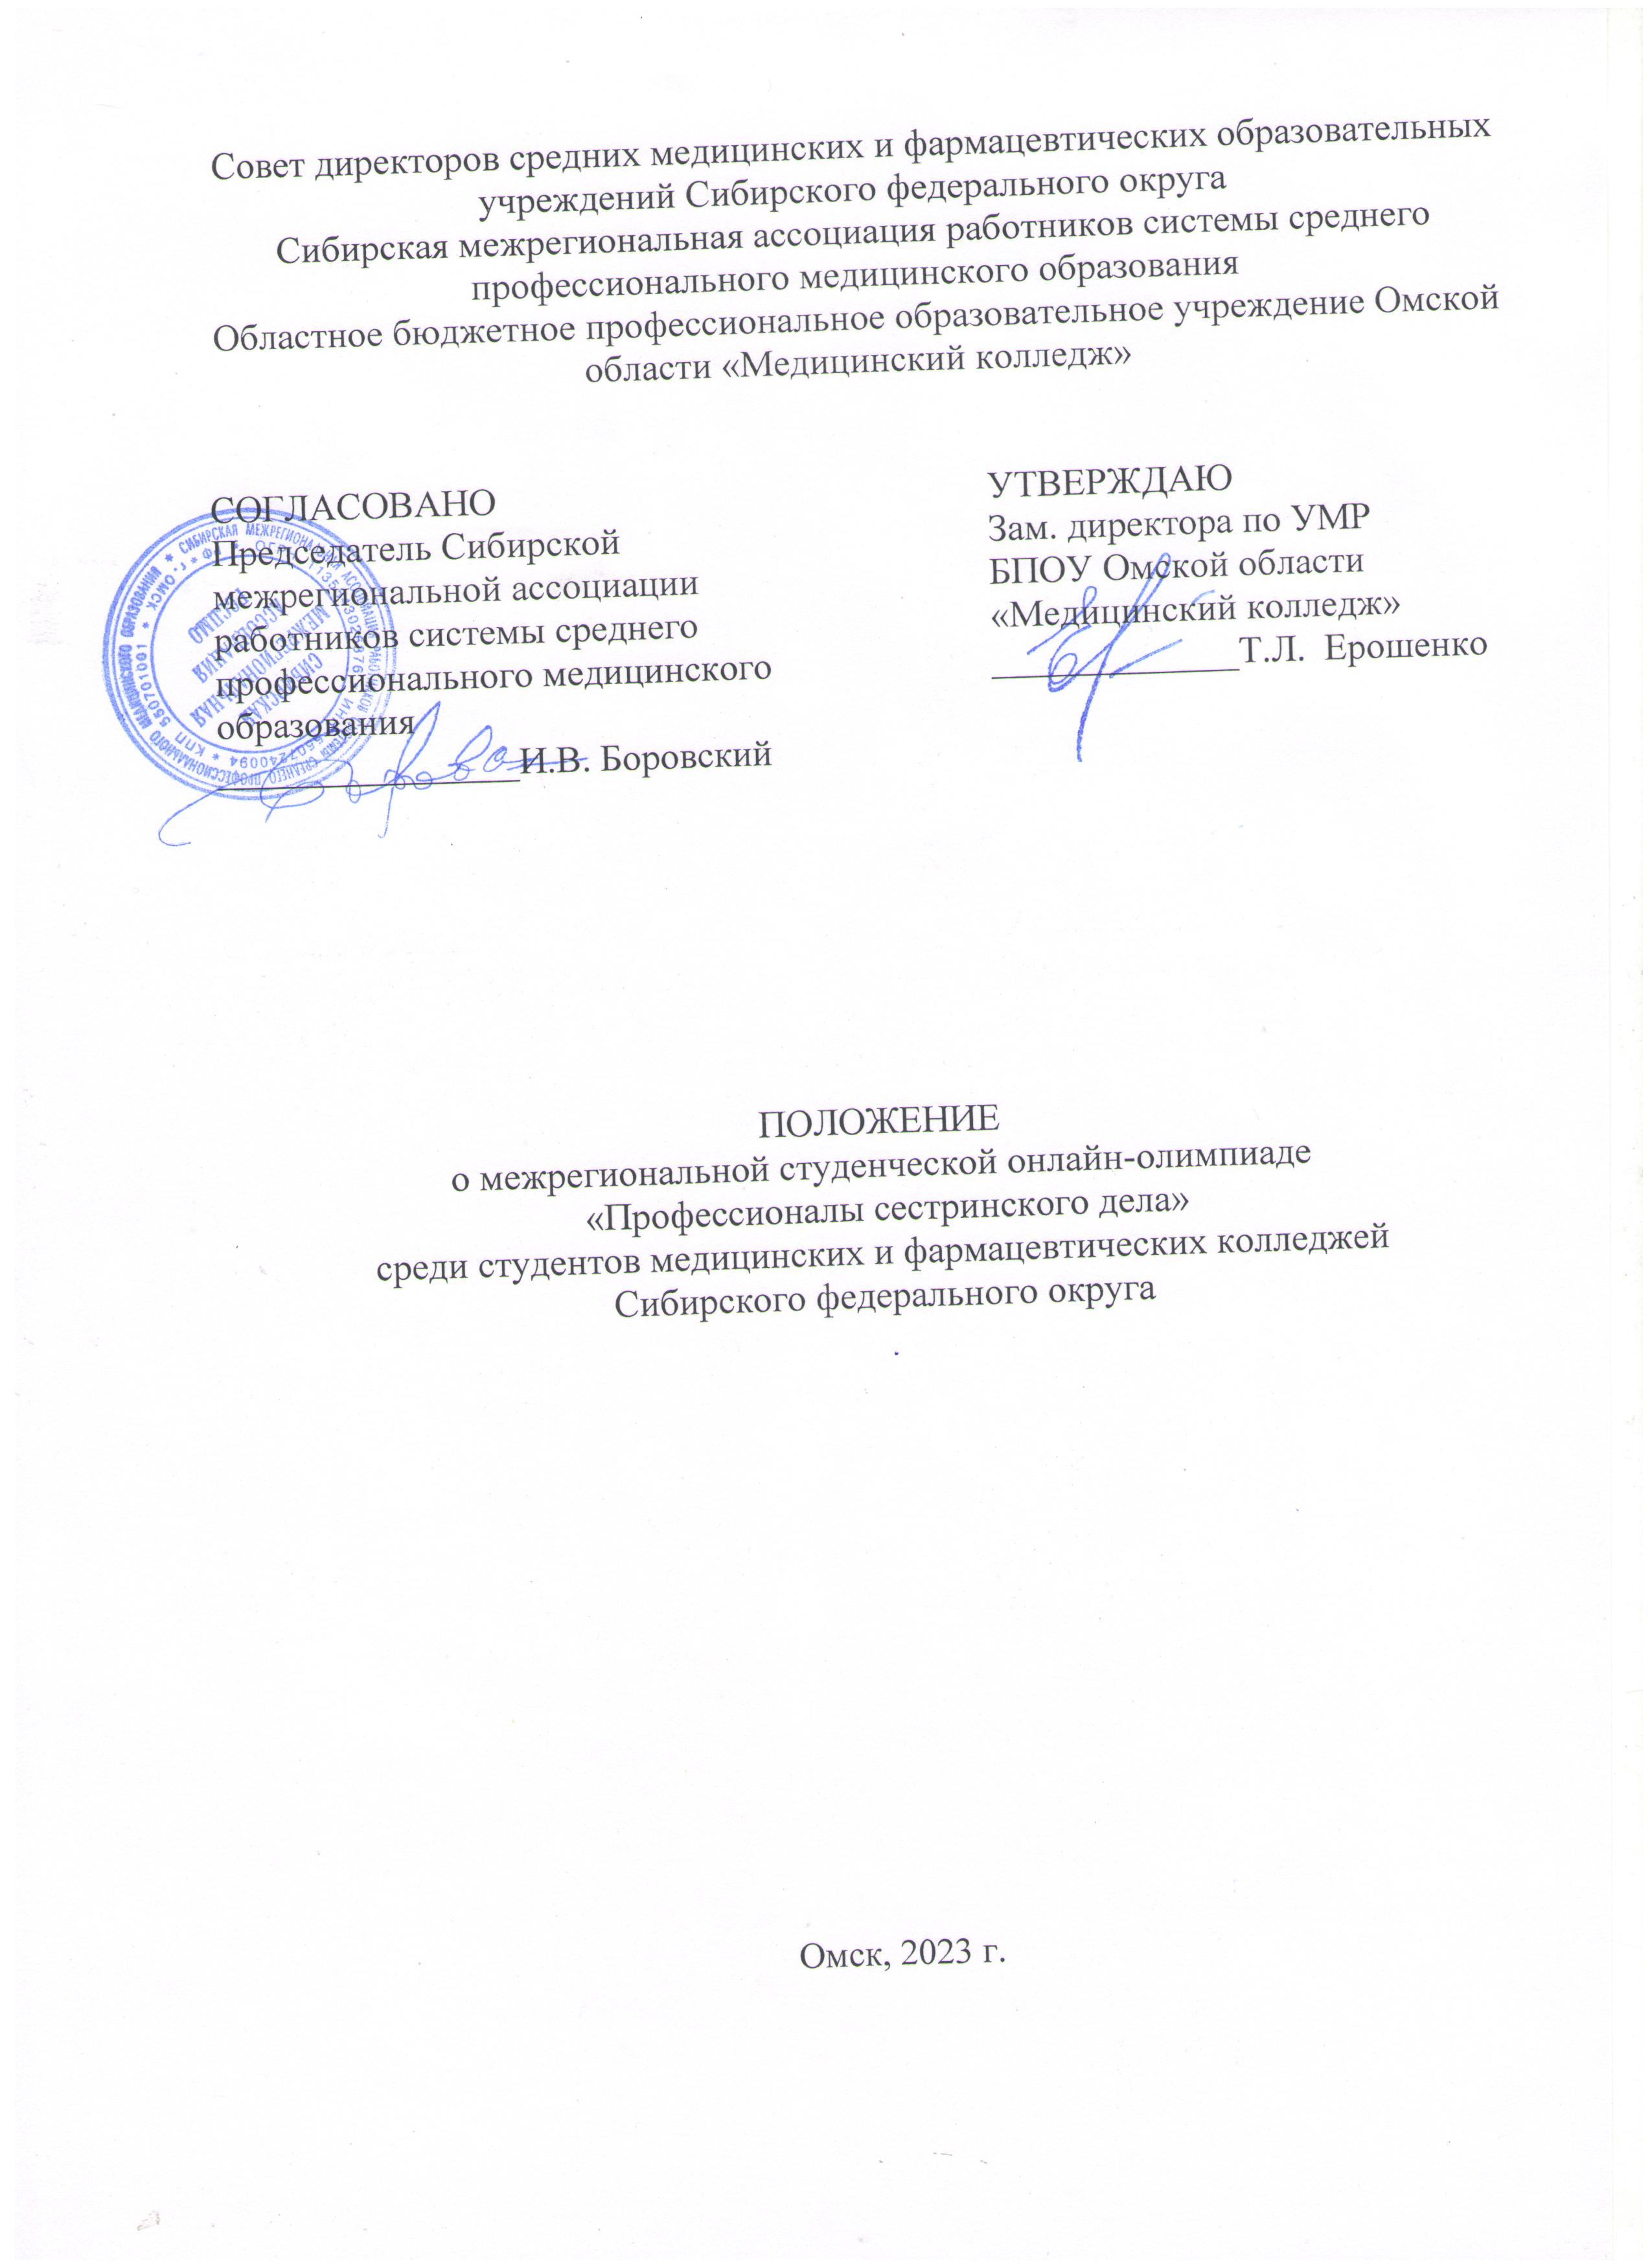 Совет директоров средних медицинских и фармацевтических образовательных
учреждений Сибирского федерального округа
Сибирская межрегиональная ассоциация работников системы среднего
профессионального медицинского образования
Областное бюджетное профессиональное образовательное учреждение Омской
области «Медицинский колледж»
СОГЛАСОВАНО
Председатель Сибирской
межрегиональной ассоциации
работников системы среднего
профессионального медицинского
образования
И.В. Боровский
УТВЕРЖДАЮ
Зам. директора по УМР
БПОУ Омской области
«Медицинский колледж»
Т.Л. Ерошенко
ПОЛОЖЕНИЕ
о межрегиональной студенческой онлайн-олимпиаде
«Профессионалы сестринского дела»
среди студентов медицинских и фармацевтических колледжей
Сибирского федерального округа
Омск, 2023 г.